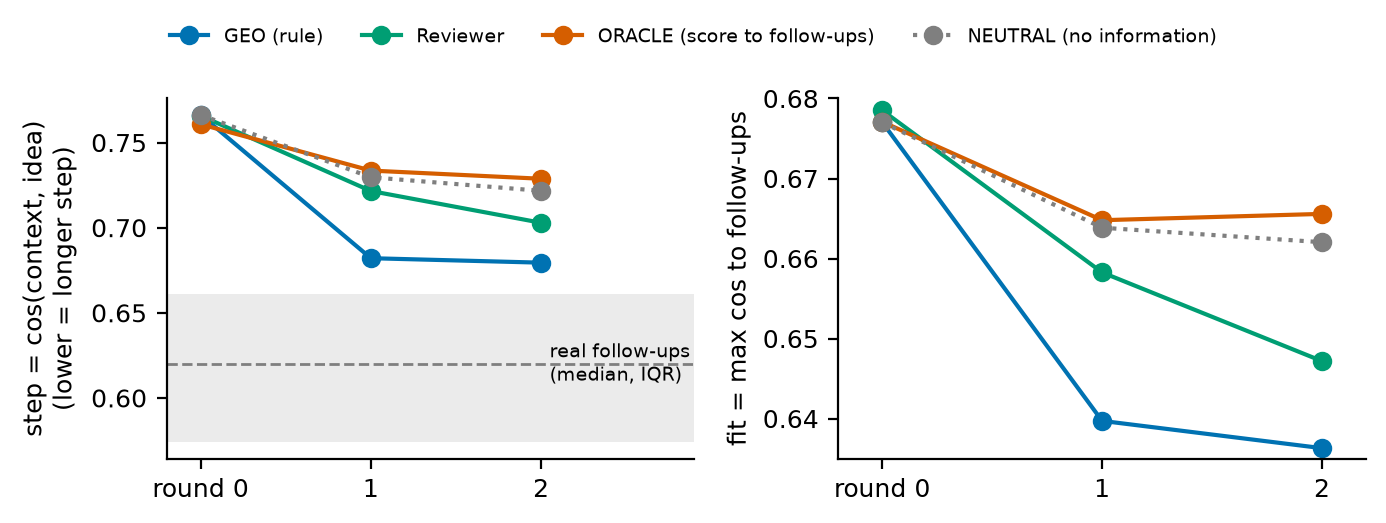 GEO (rule)
Reviewer
ORACLE (score to follow-ups)
NEUTRAL (no information)
step = cos(context, idea)
(lower = longer step)
0.75
0.70
0.65
0.60
real follow-ups
(median, IQR)
round 0
1
2
fit = max cos to follow-ups
0.68
0.67
0.66
0.65
0.64
round 0
1
2